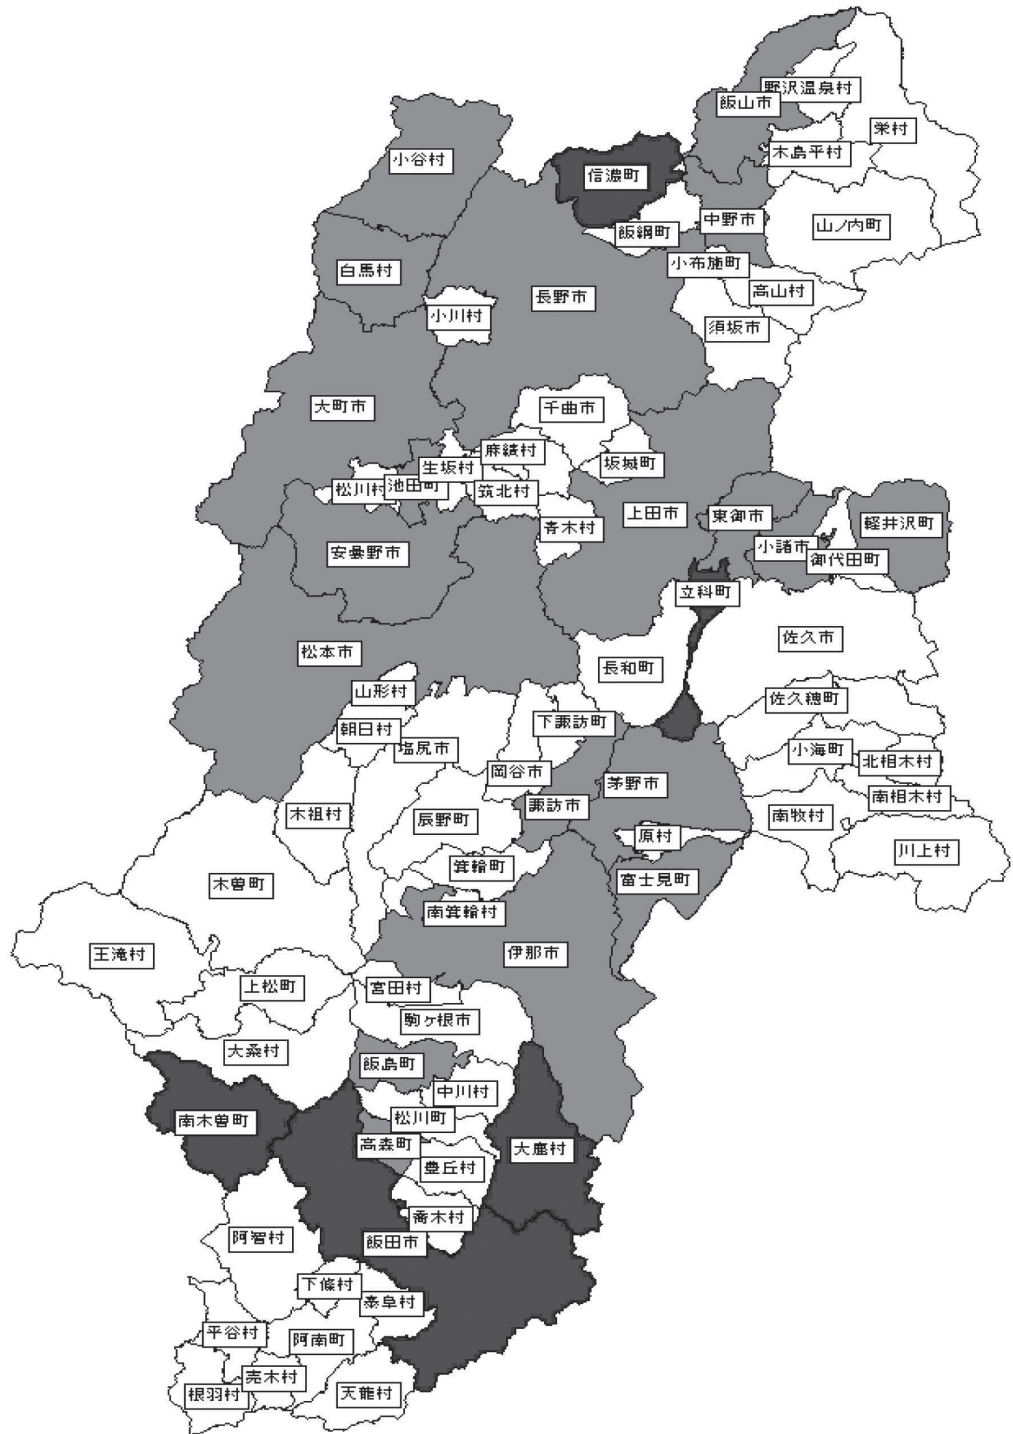 野沢温泉村
飯山市
栄村
木島平村
小谷村
信濃町
中野市
山ノ内町
飯綱町
小布施町
白馬村
高山村
長野市
小川村
須坂市
大町市
千曲市
麻績村
生坂村
坂城町
松川村
池田町
筑北村
上田市
東御市
軽井沢町
青木村
安曇野市
小諸市
御代田町
立科町
佐久市
松本市
長和町
山形村
佐久穂町
朝日村
下諏訪町
塩尻市
小海町
北相木村
岡谷市
茅野市
南相木村
諏訪市
木祖村
辰野町
南牧村
原村
川上村
箕輪町
富士見町
木曽町
南箕輪村
王滝村
伊那市
上松町
宮田村
駒ヶ根市
大桑村
飯島町
中川村
南木曽町
松川町
高森町
大鹿村
豊丘村
喬木村
阿智村
飯田市
下條村
泰阜村
平谷村
阿南町
売木村
根羽村
天龍村